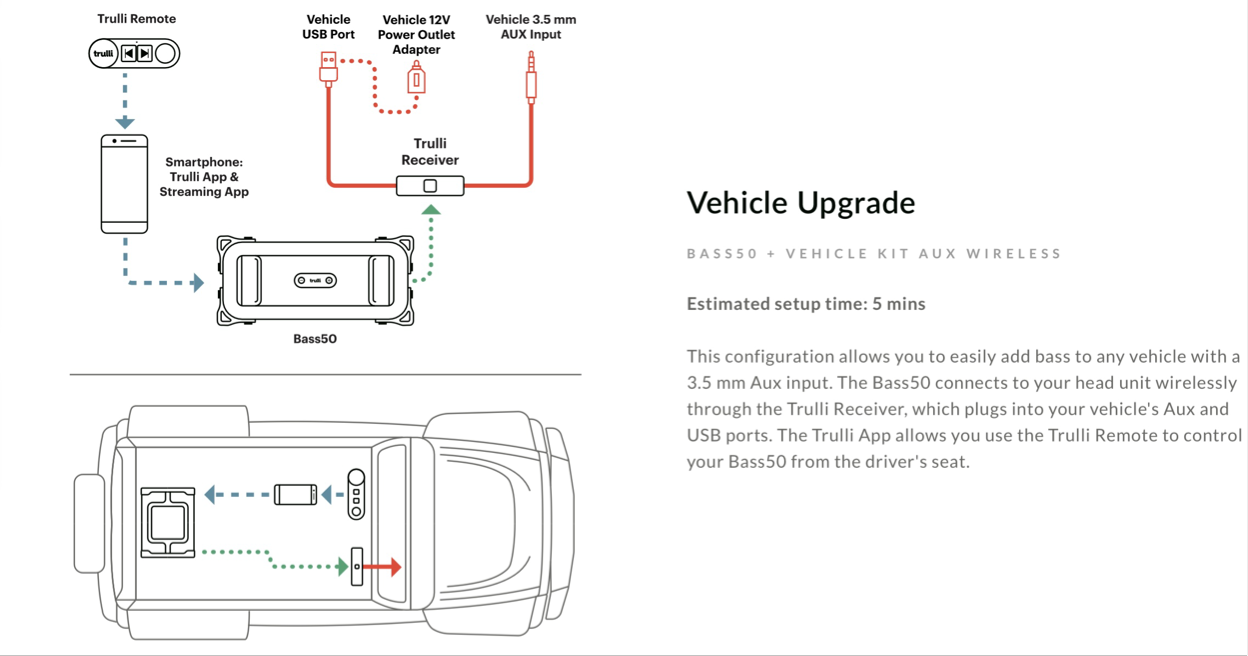 Trulli Remote
trulli
Vehicle
USB Port
Vehicle 12V
Power Outlet
Adapter
Vehicle 3.5 mm
AUX Input
Trulli
Receiver
Smartphone:
Trulli App &
Streaming App
trulli
Bass50
Vehicle Upgrade
BASS50 + VEHICLE KIT AUX WIRELESS
Estimated setup time: 5 mins
This configuration allows you to easily add bass to any vehicle with a
3.5 mm Aux input. The Bass50 connects to your head unit wirelessly
through the Trulli Receiver, which plugs into your vehicle's Aux and
USB ports. The Trulli App allows you use the Trulli Remote to control
your Bass50 from the driver's seat.